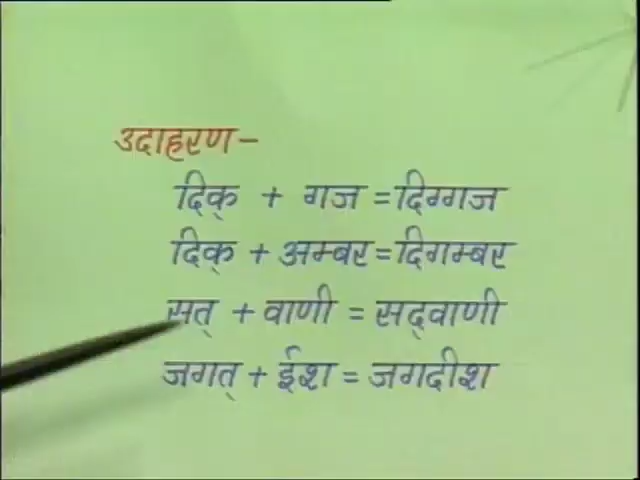 उदाहरण-
दिक् + गज = दिग्गज
दिक् + अम्बर = दिगम्बर
सत् + वाणी = सद्‌वाणी
जगत् + ईश = जगदीश